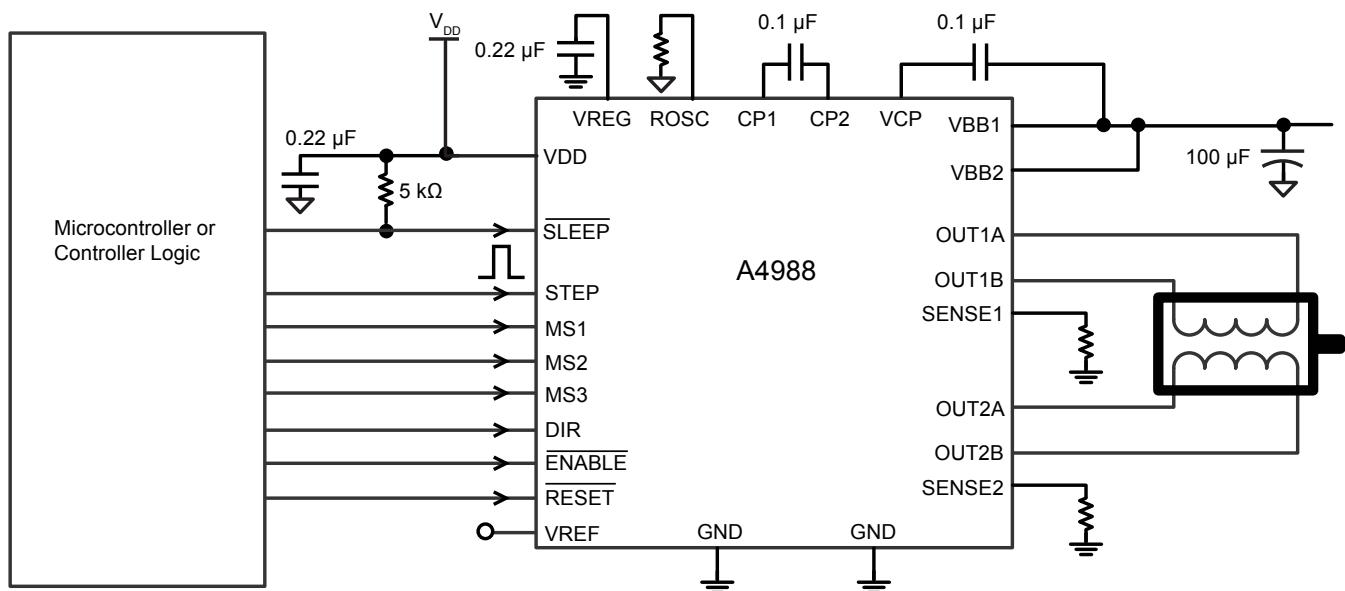 V_DD
0.22 µF
0.1 µF
0.1 µF
VREG
ROSC
CP1
CP2
VCP
VBB1
VBB2
100 µF
0.22 µF
VDD
5 kΩ
Microcontroller or
Controller Logic
SLEEP
STEP
MS1
MS2
MS3
DIR
ENABLE
RESET
VREF
A4988
OUT1A
OUT1B
SENSE1
OUT2A
OUT2B
SENSE2
GND
GND